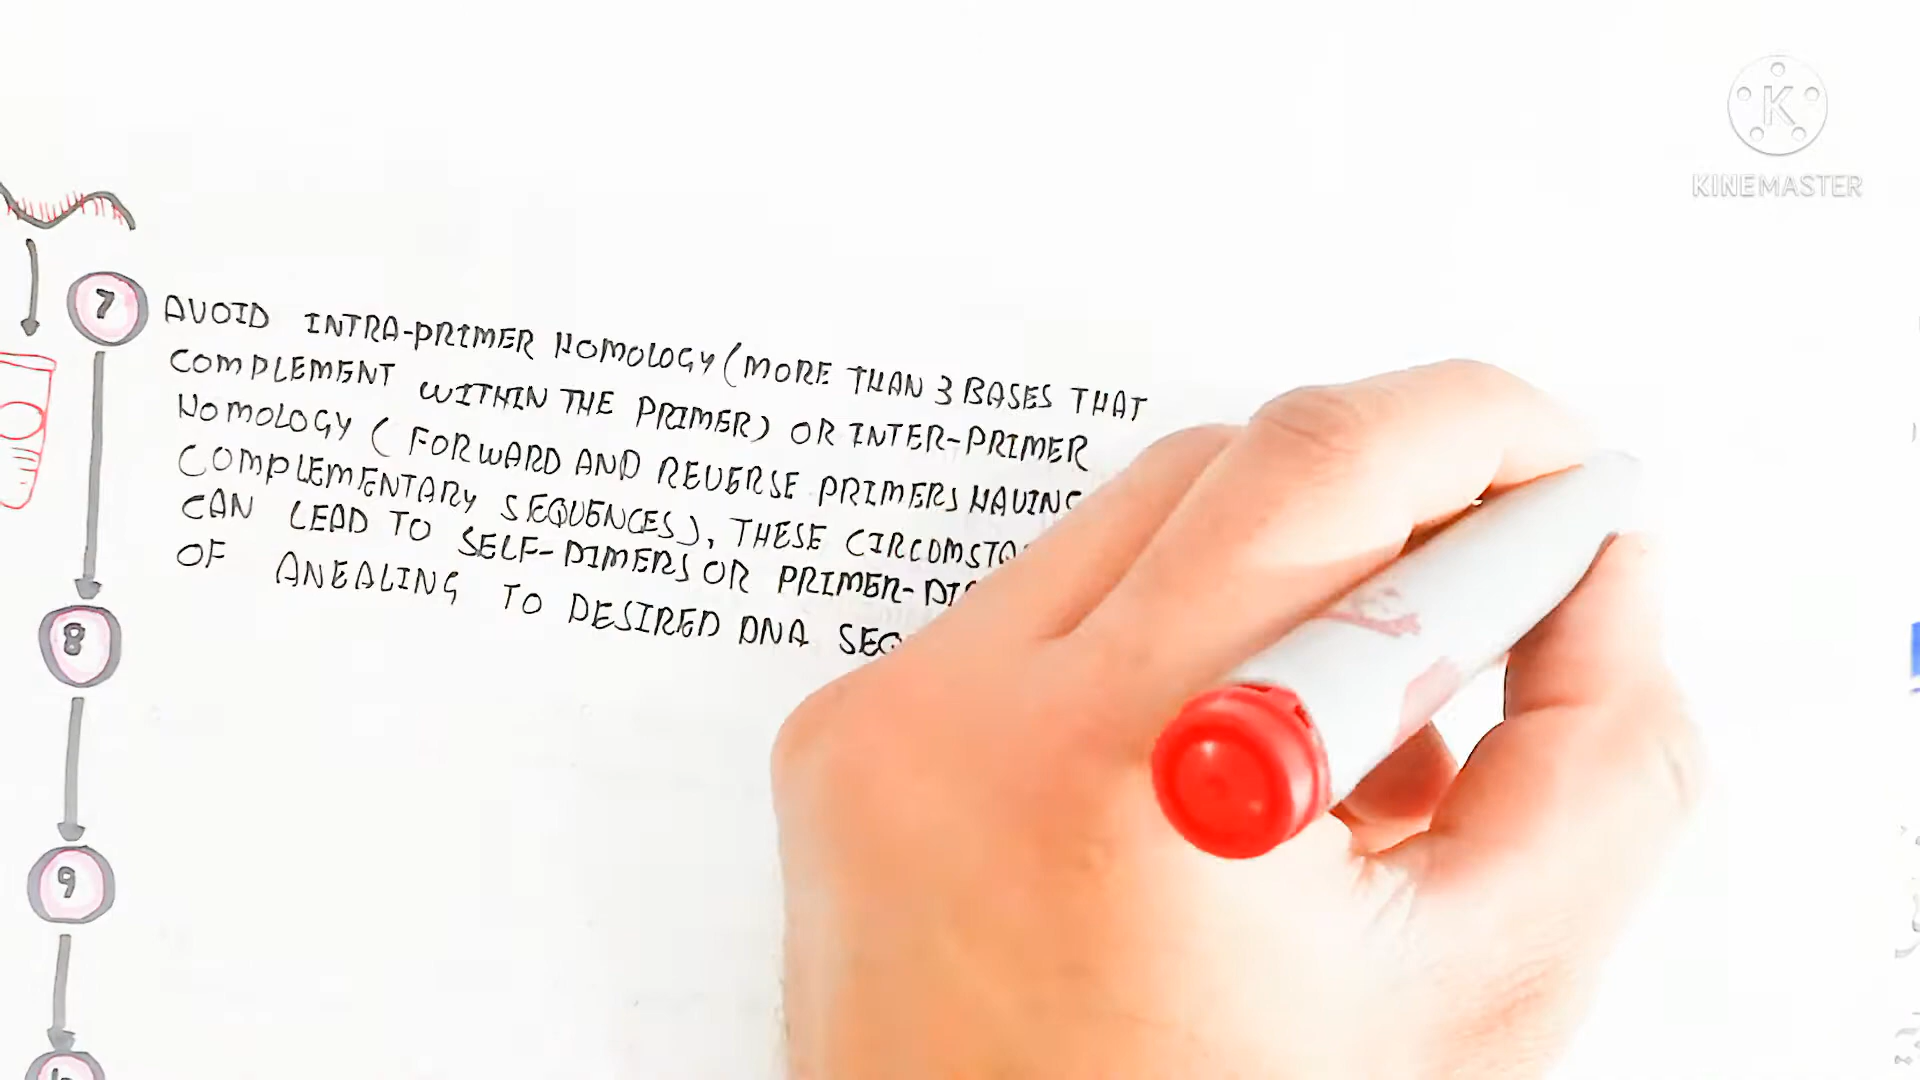 K
KINEMASTER
7
AVOID INTRA-PRIMER HOMOLOGY (MORE THAN 3 BASES THAT
COMPLEMENT WITHIN THE PRIMER) OR INTER-PRIMER
HOMOLOGY ( FORWARD AND REVERSE PRIMERS HAVING
COMPLEMENTARY SEQUENCES), THESE
CAN LEAD TO SELF-DIMERS OR
OF ANEALING TO DESIRED DNA
8
9